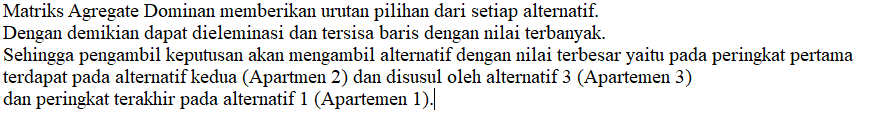 Matriks Agregate Dominan memberikan urutan pilihan dari setiap alternatif.
Dengan demikian dapat dieleminasi dan tersisa baris dengan nilai terbanyak.
Sehingga pengambil keputusan akan mengambil alternatif dengan nilai terbesar yaitu pada peringkat pertama
terdapat pada alternatif kedua (Apartmen 2) dan disusul oleh alternatif 3 (Apartemen 3)
dan peringkat terakhir pada alternatif 1 (Apartemen 1).